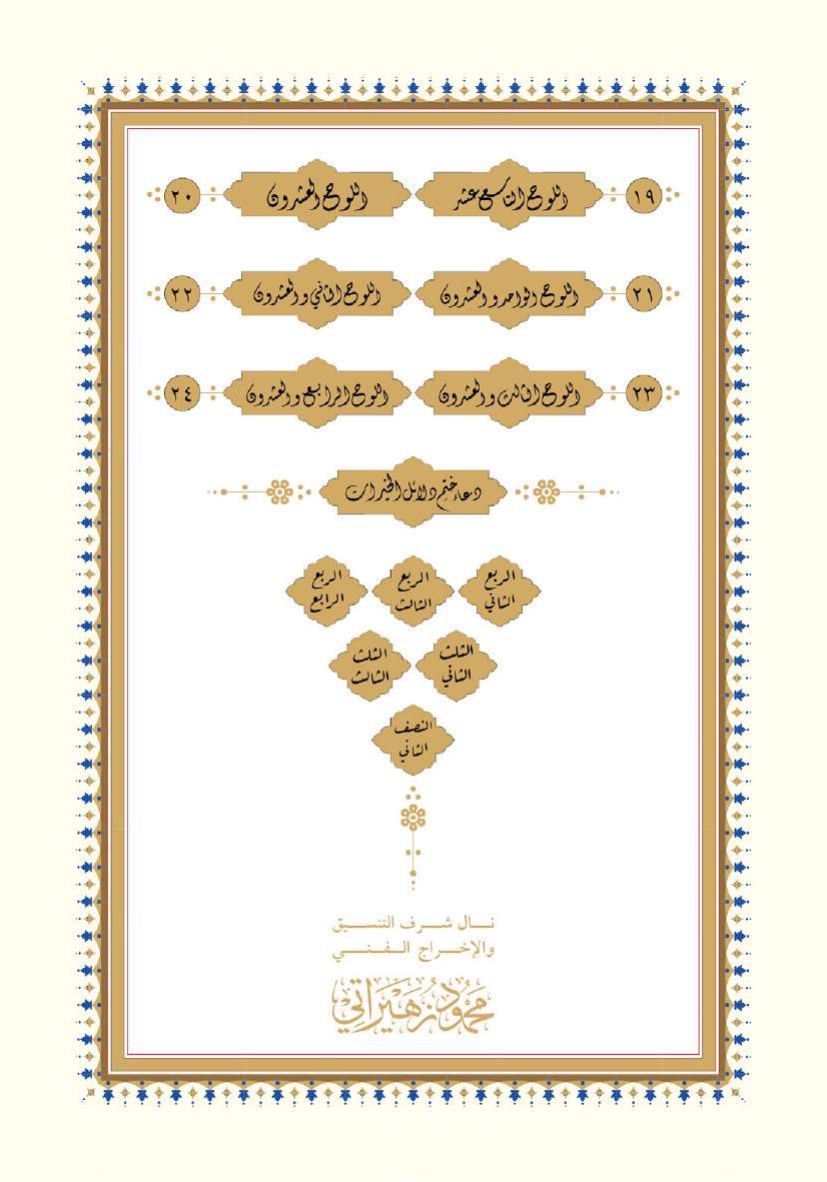 ١٩ اللوح التاسع عشر اللوح العشرون ٢٠
٢١ اللوح الواحد والعشرون اللوح الثاني والعشرون ٢٢
٢٣ اللوح الثالث والعشرون اللوح الرابع والعشرون ٢٤
دعاء ختم دلائل الخيرات
الربع الثاني
الربع الثالث
الربع الرابع
الثلث الثاني
الثلث الثالث
النصف الثاني
نال شرف التنسيق
والإخراج الفني
محمود زهيراتي